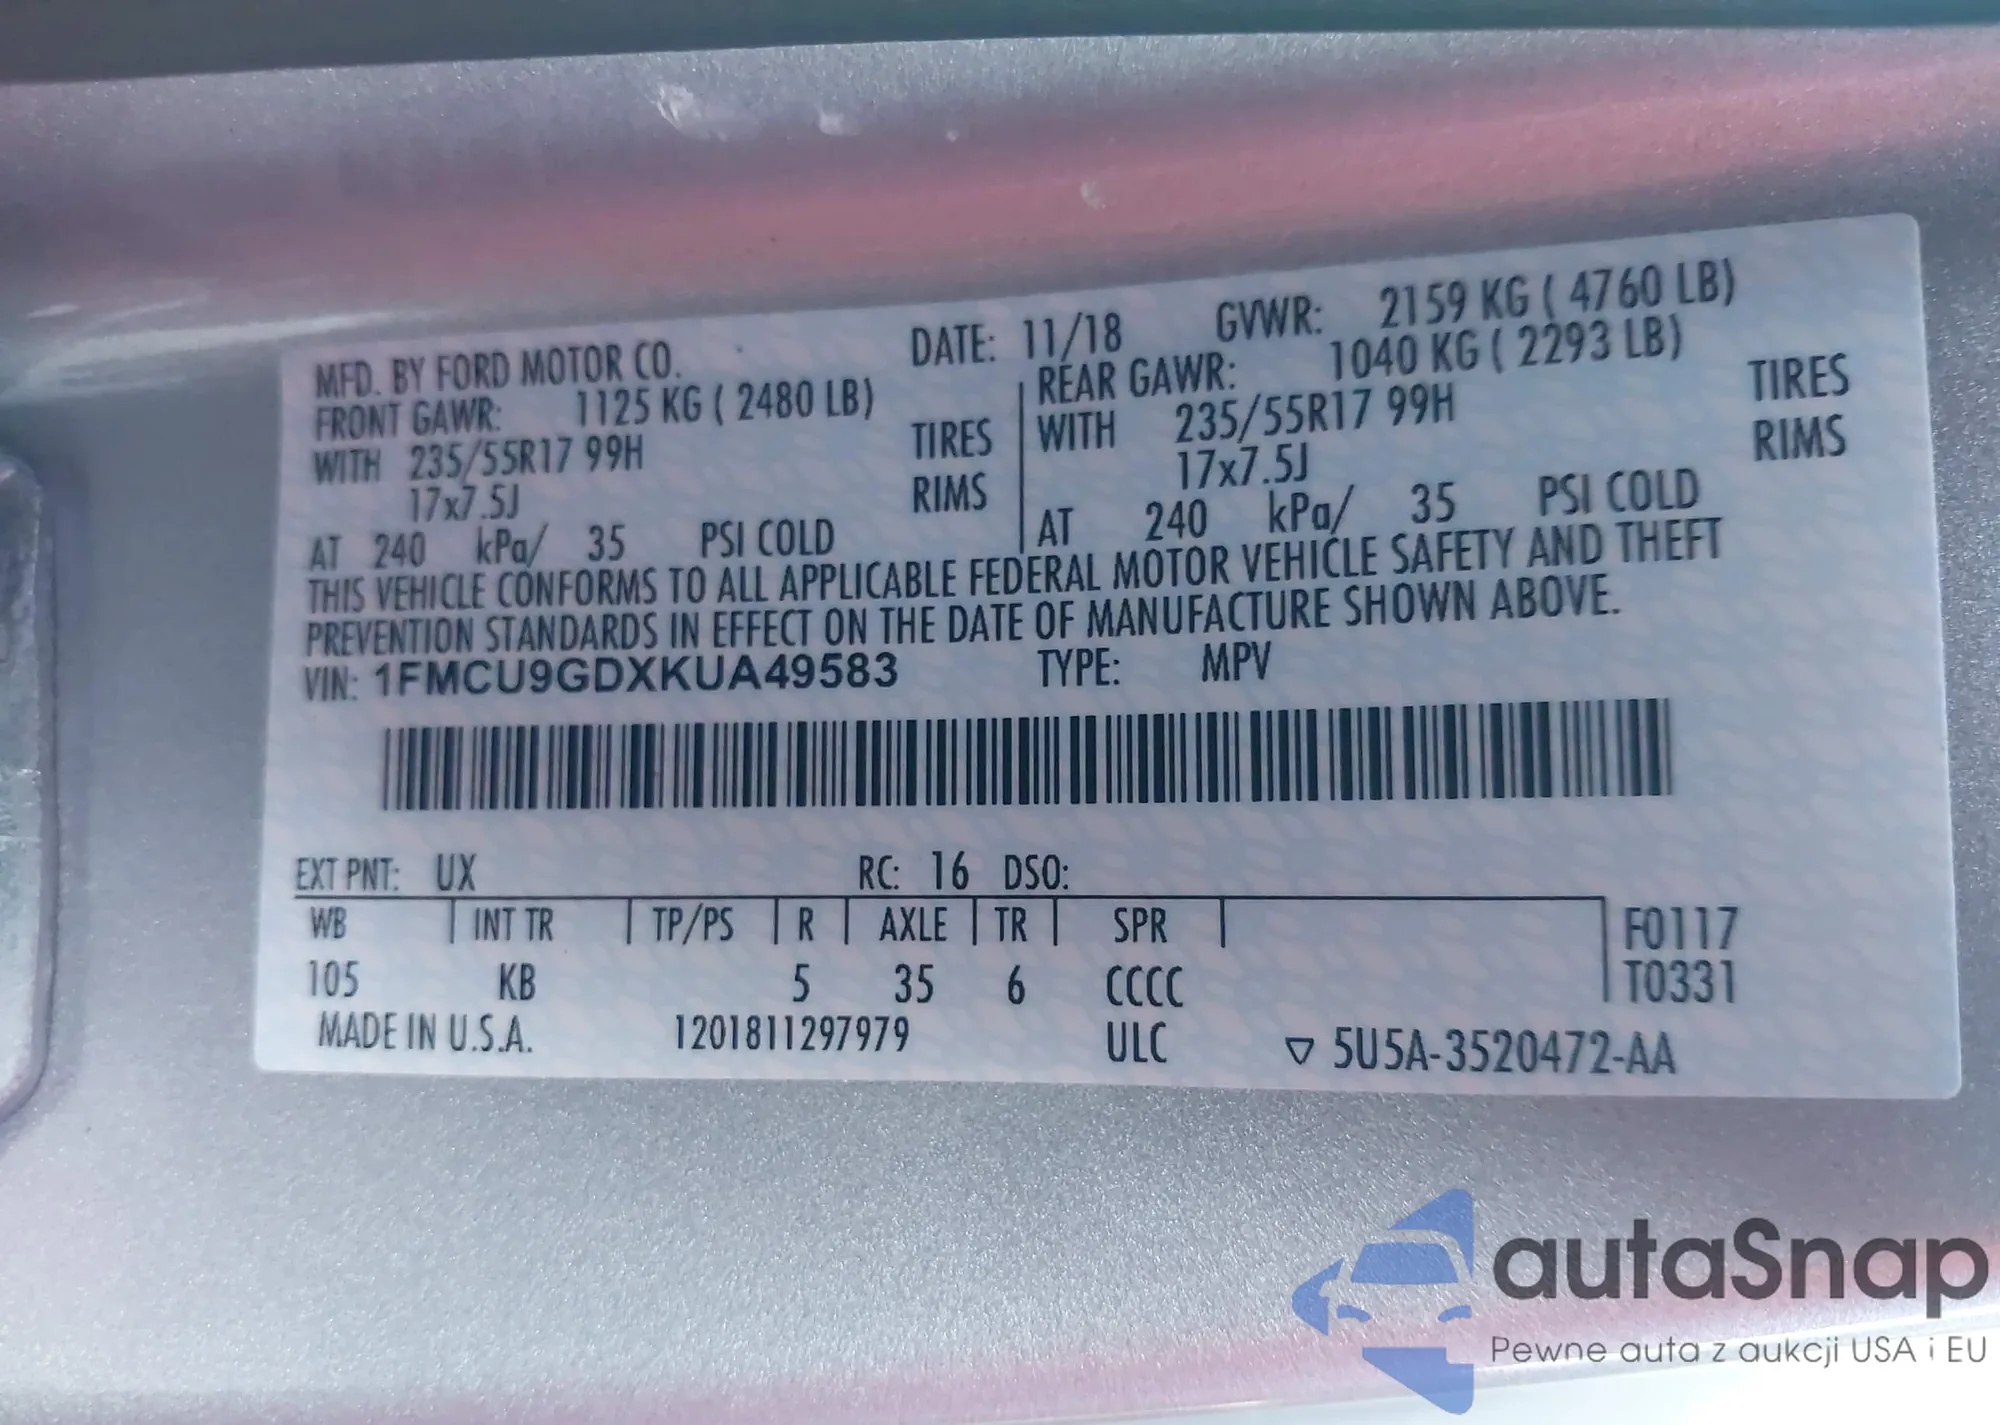 MFD. BY FORD MOTOR CO. DATE: 11/18 GVWR: 2159 KG ( 4760 LB)
FRONT GAWR: 1125 KG ( 2480 LB) REAR GAWR: 1040 KG ( 2293 LB)
WITH 235/55R17 99H TIRES WITH 235/55R17 99H TIRES
17x7.5J RIMS 17x7.5J RIMS
AT 240 kPa/ 35 PSI COLD AT 240 kPa/ 35 PSI COLD
THIS VEHICLE CONFORMS TO ALL APPLICABLE FEDERAL MOTOR VEHICLE SAFETY AND THEFT
PREVENTION STANDARDS IN EFFECT ON THE DATE OF MANUFACTURE SHOWN ABOVE.
VIN: 1FMCU9GDXKUA49583 TYPE: MPV
EXT PNT: UX RC: 16 DSO:
WB INT TR TP/PS R AXLE TR SPR F0117
105 KB 5 35 6 CCCC T0331
MADE IN U.S.A. 1201811297979 ULC ▽ 5U5A-3520472-AA
autaSnap
Pewne auta z aukcji USA i EU